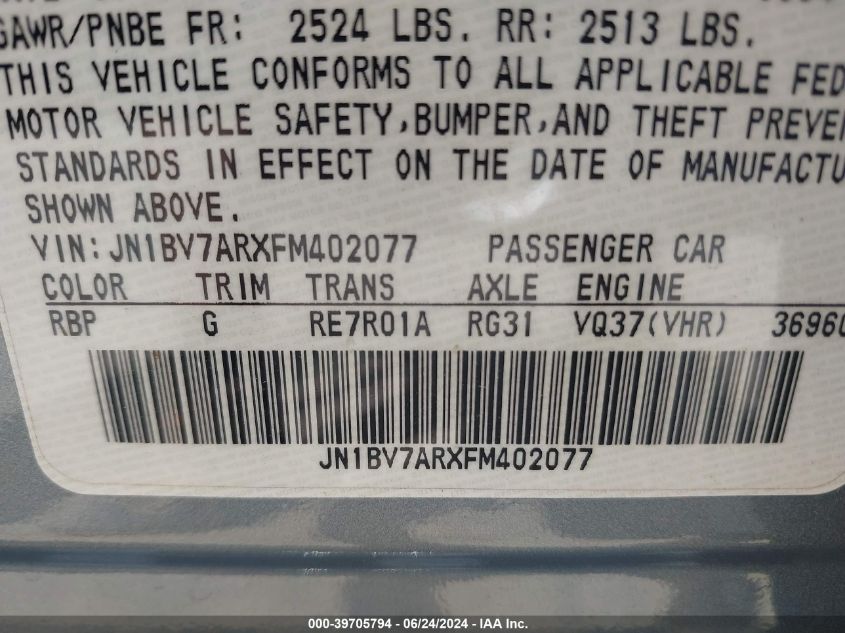 GAWR/PNBE FR: 2524 LBS. RR: 2513 LBS.
THIS VEHICLE CONFORMS TO ALL APPLICABLE FED
MOTOR VEHICLE SAFETY,BUMPER,AND THEFT PREVE
STANDARDS IN EFFECT ON THE DATE OF MANUFACTU
SHOWN ABOVE.
VIN:JN1BV7ARXFM402077 PASSENGER CAR
COLOR TRIM TRANS AXLE ENGINE
RBP G RE7R01A RG31 VQ37(VHR) 3696
JN1BV7ARXFM402077
000-39705794 - 06/24/2024 - IAA Inc.